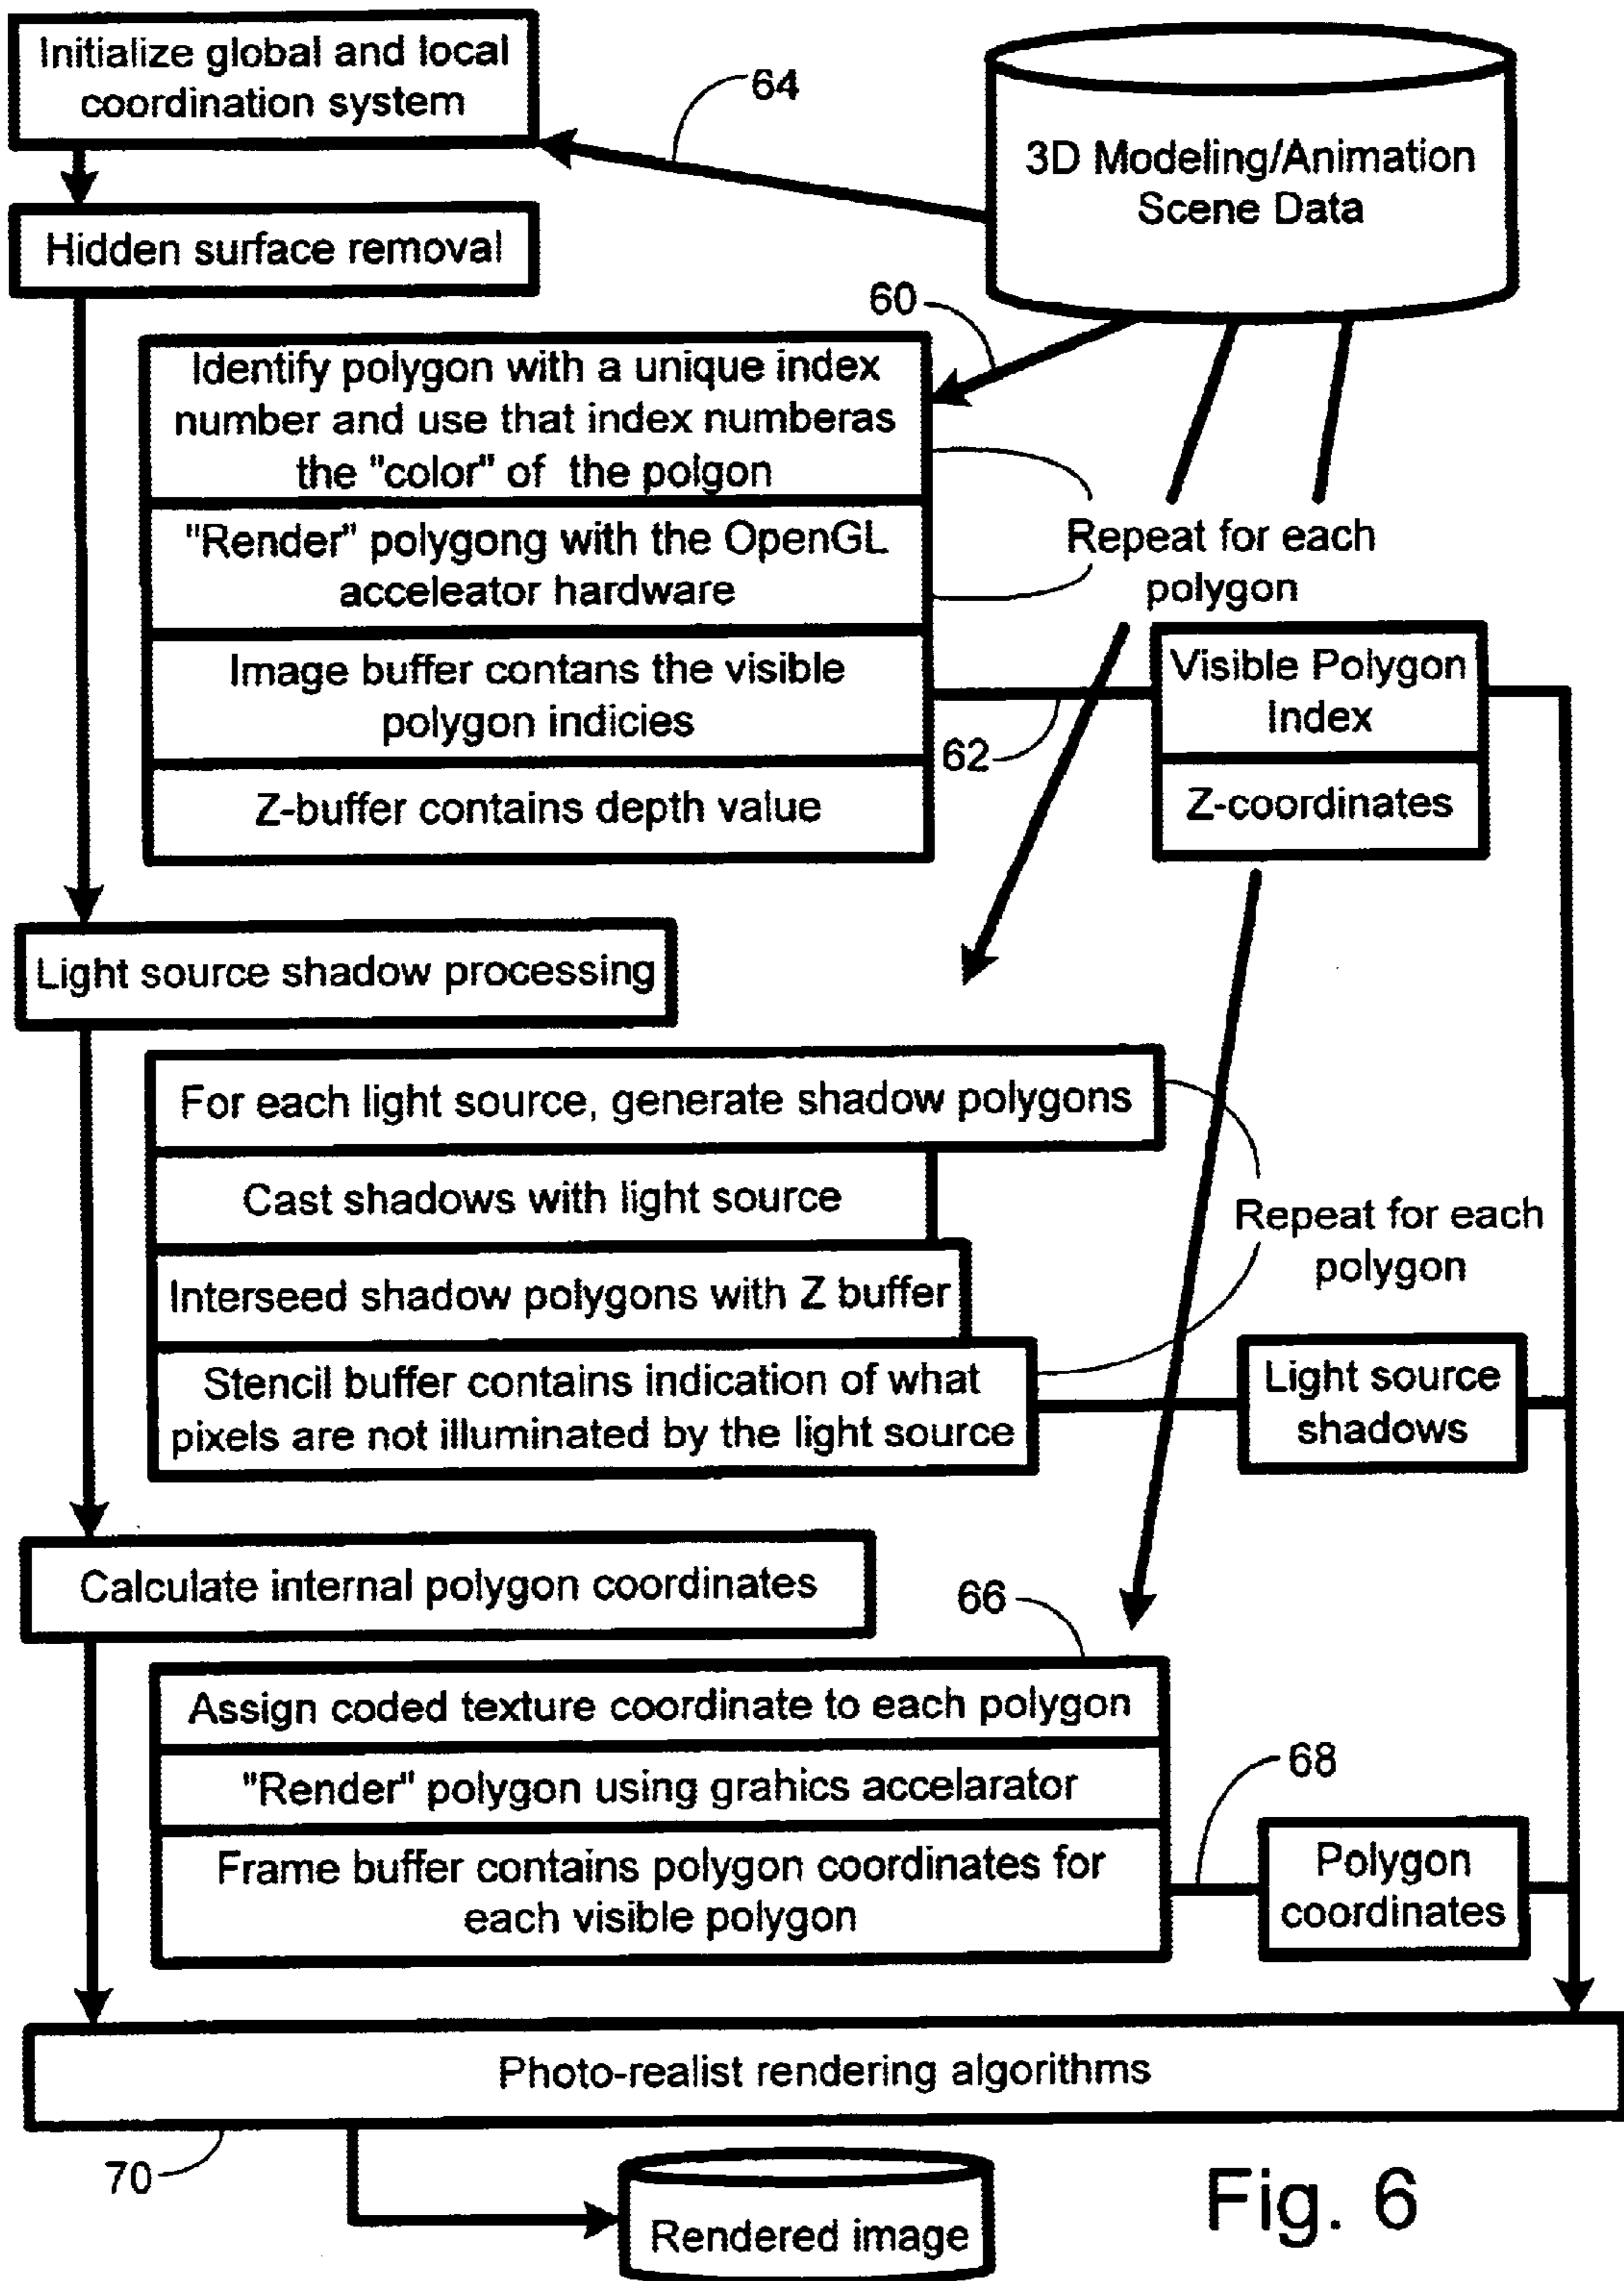 Initialize global and local
coordination system
64
3D Modeling/Animation
Scene Data
Hidden surface removal
60
Identify polygon with a unique index
number and use that index numberas
the "color" of the polgon
"Render" polygong with the OpenGL
acceleator hardware
Repeat for each
polygon
Image buffer contans the visible
polygon indicies
62
Visible Polygon
Index
Z-buffer contains depth value
Z-coordinates
Light source shadow processing
For each light source, generate shadow polygons
Cast shadows with light source
Interseed shadow polygons with Z buffer
Repeat for each
polygon
Stencil buffer contains indication of what
pixels are not illuminated by the light source
Light source
shadows
Calculate internal polygon coordinates
66
Assign coded texture coordinate to each polygon
"Render" polygon using grahics accelarator
68
Frame buffer contains polygon coordinates for
each visible polygon
Polygon
coordinates
Photo-realist rendering algorithms
70
Rendered image
Fig. 6